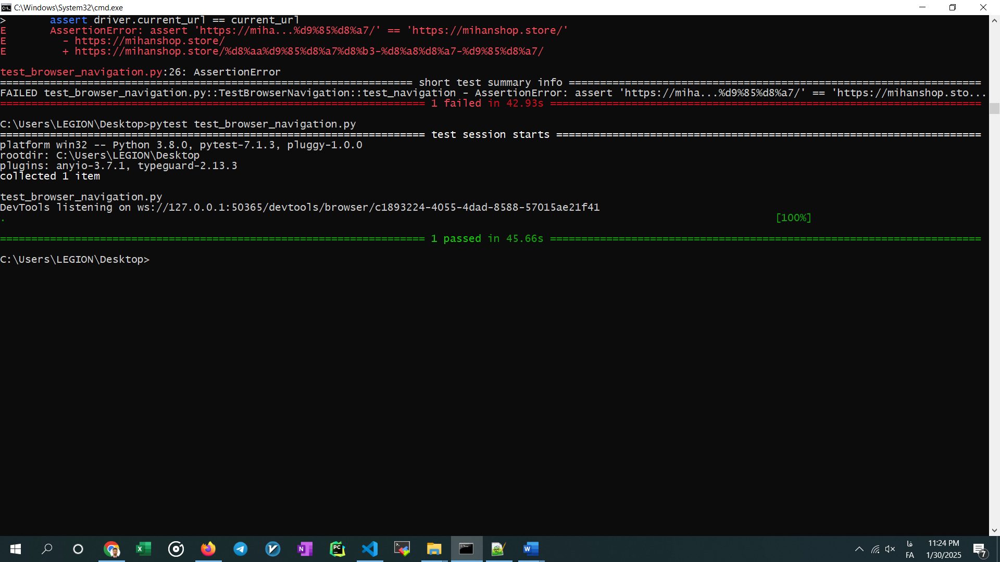 C:\Windows\System32\cmd.exe
>       assert driver.current_url == current_url
E       AssertionError: assert 'https://miha...%d9%85%d8%a7/' == 'https://mihanshop.store/'
E         - https://mihanshop.store/
E         + https://mihanshop.store/%d8%aa%d9%85%d8%a7%d8%b3-%d8%a8%d8%a7-%d9%85%d8%a7/
test_browser_navigation.py:26: AssertionError
=================================================================== short test summary info ==================================================================
FAILED test_browser_navigation.py::TestBrowserNavigation::test_navigation - AssertionError: assert 'https://miha...%d9%85%d8%a7/' == 'https://mihanshop.sto...
==================================================================== 1 failed in 42.93s =====================================================================
C:\Users\LEGION\Desktop>pytest test_browser_navigation.py
==================================================================== test session starts ====================================================================
platform win32 -- Python 3.8.0, pytest-7.1.3, pluggy-1.0.0
rootdir: C:\Users\LEGION\Desktop
plugins: anyio-3.7.1, typeguard-2.13.3
collected 1 item
test_browser_navigation.py
DevTools listening on ws://127.0.0.1:50365/devtools/browser/c1893224-4055-4dad-8588-57015ae21f41
. [100%]
==================================================================== 1 passed in 45.66s =====================================================================
C:\Users\LEGION\Desktop>
فا 11:24 PM
FA 1/30/2025
7